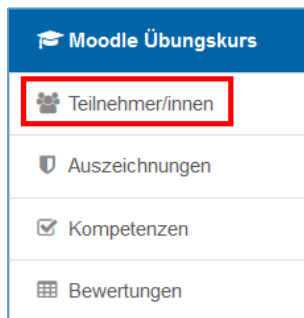 Moodle Übungskurs
Teilnehmer/innen
Auszeichnungen
Kompetenzen
Bewertungen